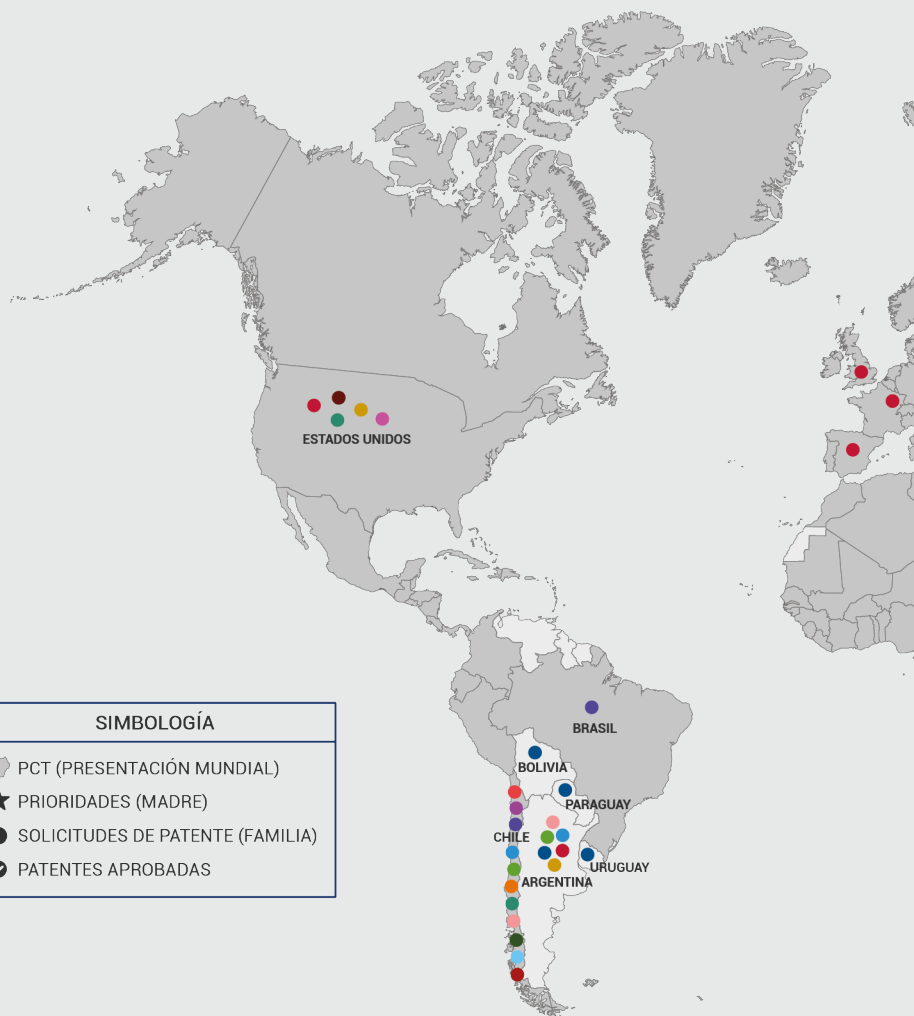 ESTADOS UNIDOS
BRASIL
BOLIVIA
PARAGUAY
CHILE
URUGUAY
ARGENTINA
SIMBOLOGÍA
PCT (PRESENTACIÓN MUNDIAL)
PRIORIDADES (MADRE)
SOLICITUDES DE PATENTE (FAMILIA)
PATENTES APROBADAS